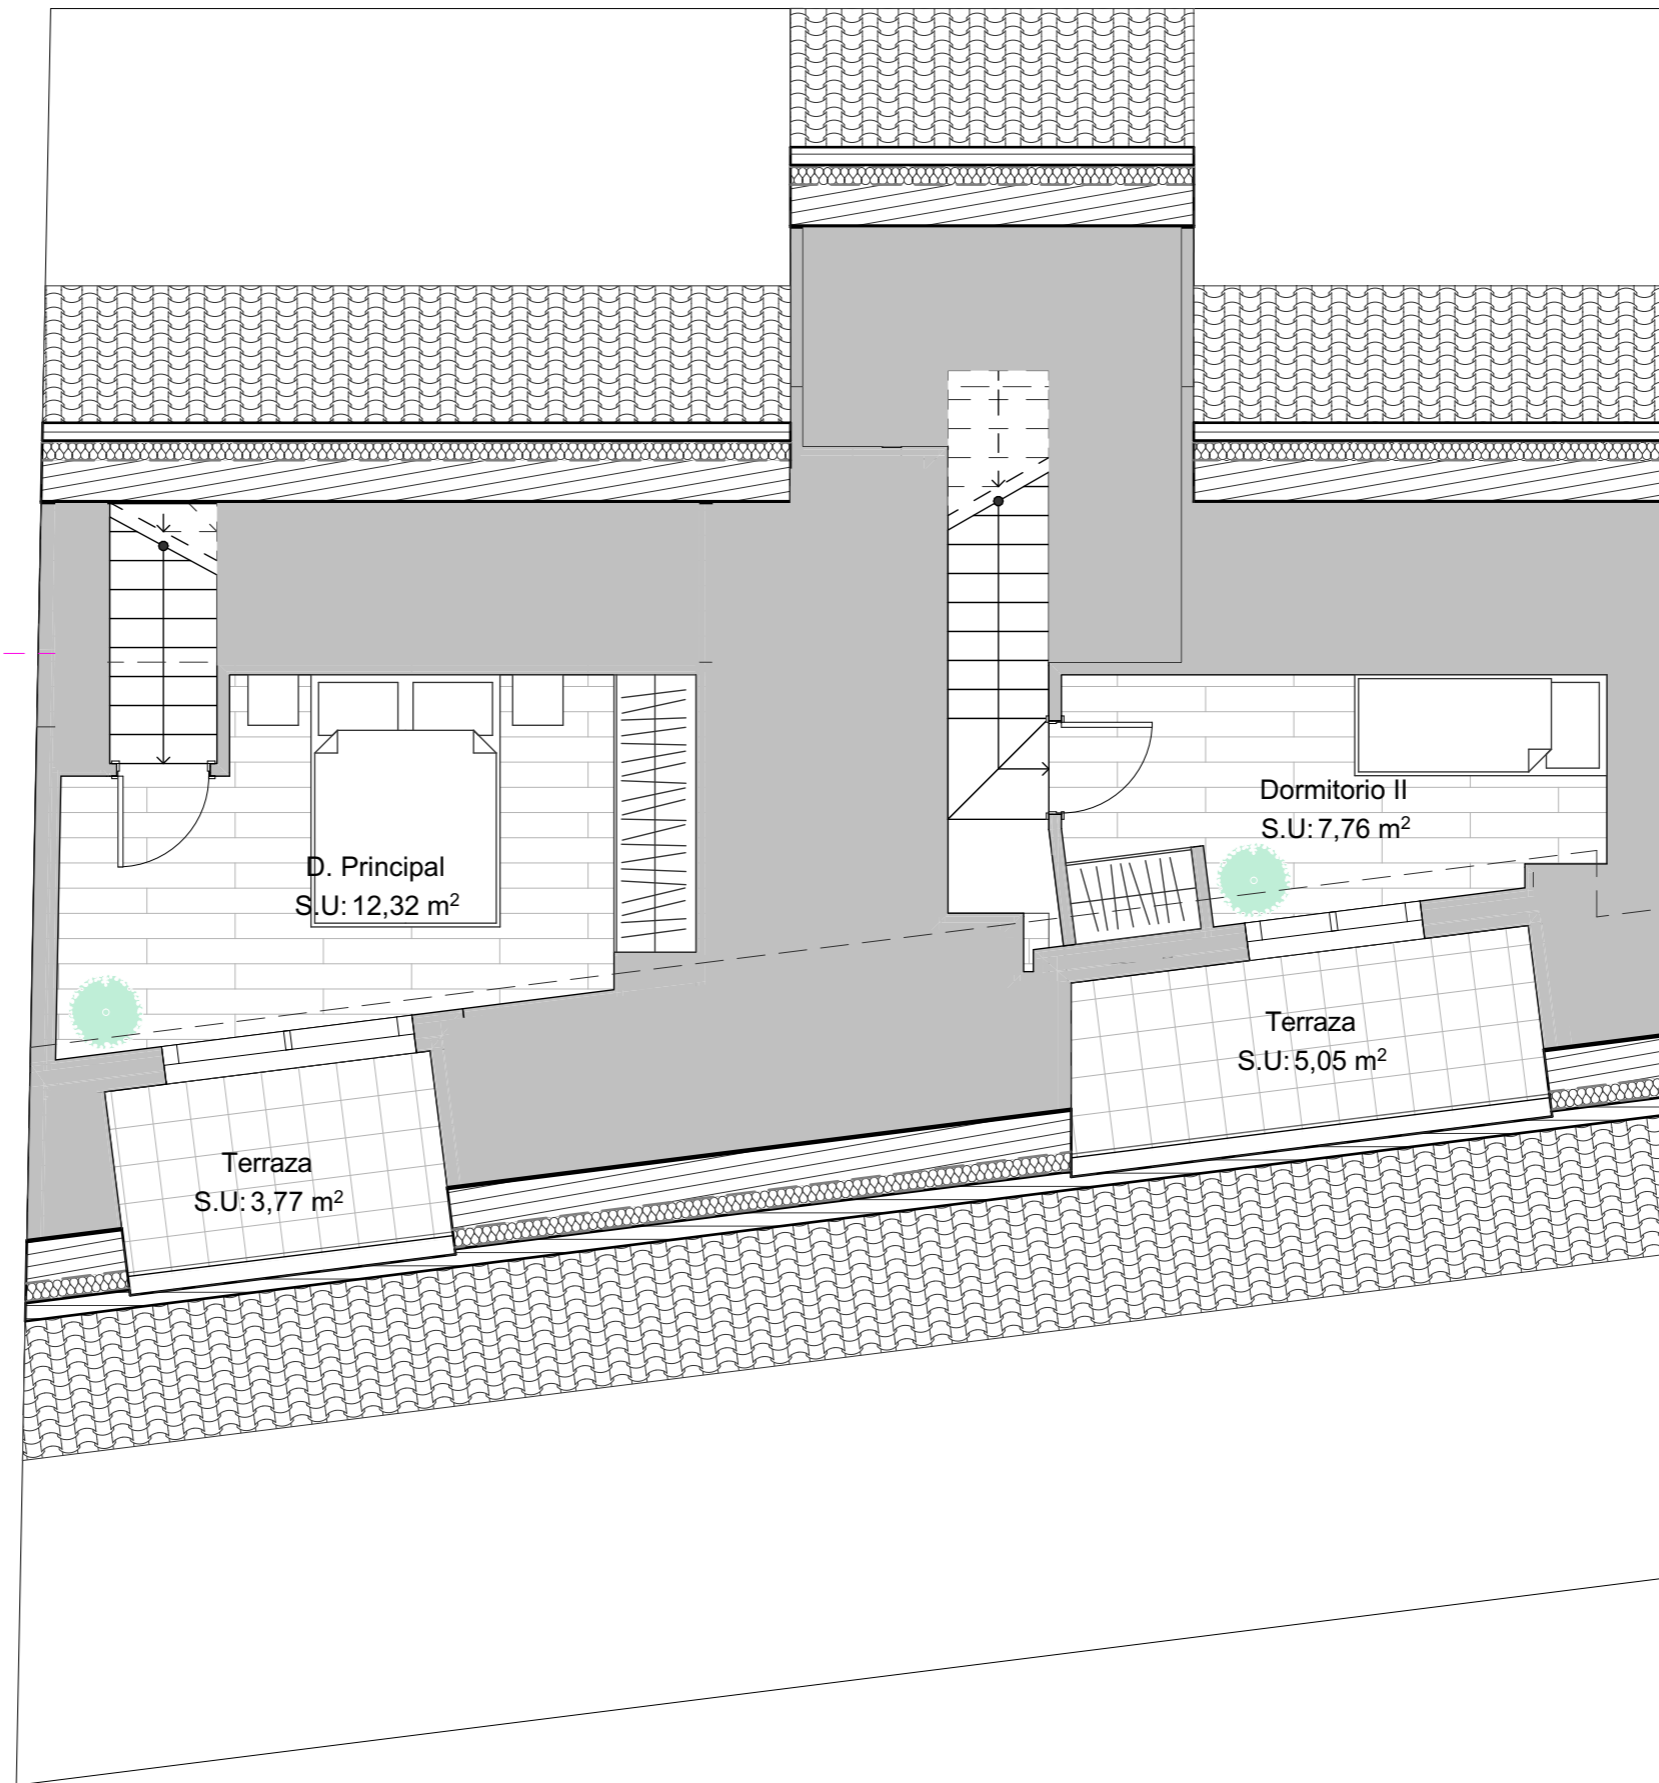 D. Principal
S.U: 12,32 m²
Dormitorio II
S.U: 7,76 m²
Terraza
S.U: 5,05 m²
Terraza
S.U: 3,77 m²